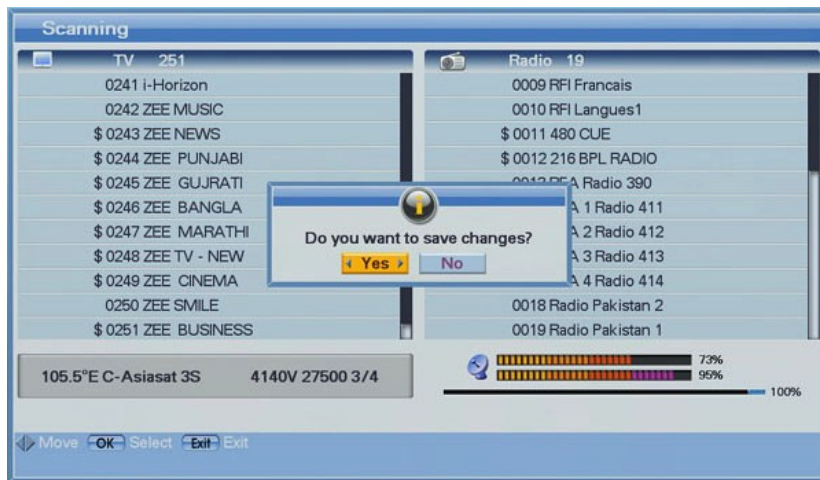 Scanning
TV 251
0241 i-Horizon
0242 ZEE MUSIC
$ 0243 ZEE NEWS
$ 0244 ZEE PUNJABI
$ 0245 ZEE GUJRATI
$ 0246 ZEE BANGLA
$ 0247 ZEE MARATHI
$ 0248 ZEE TV - NEW
$ 0249 ZEE CINEMA
0250 ZEE SMILE
$ 0251 ZEE BUSINESS
Radio 19
0009 RFI Francais
0010 RFI Langues1
$ 0011 480 CUE
$ 0012 216 BPL RADIO
A Radio 390
A 1 Radio 411
A 2 Radio 412
A 3 Radio 413
A 4 Radio 414
0018 Radio Pakistan 2
0019 Radio Pakistan 1
Do you want to save changes?
Yes
No
105.5°E C-Asiasat 3S 4140V 27500 3/4
73%
95%
100%
Move OK Select Exit Exit